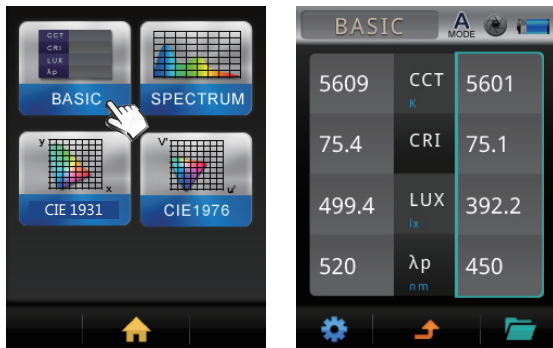 CCT
CRI
LUX
λp
BASIC
SPECTRUM
y
x
CIE 1931
V'
u'
CIE1976
BASIC
A
MODE
5609 CCT 5601
K
75.4 CRI 75.1
499.4 LUX 392.2
lx
520 λp 450
nm